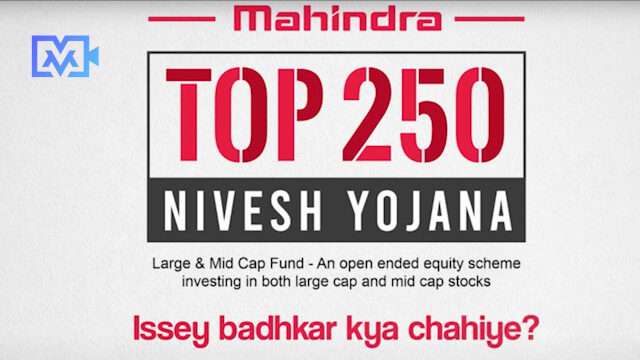 Mahindra
TOP 250
NIVESH YOJANA
Large & Mid Cap Fund - An open ended equity scheme
investing in both large cap and mid cap stocks
Issey badhkar kya chahiye?